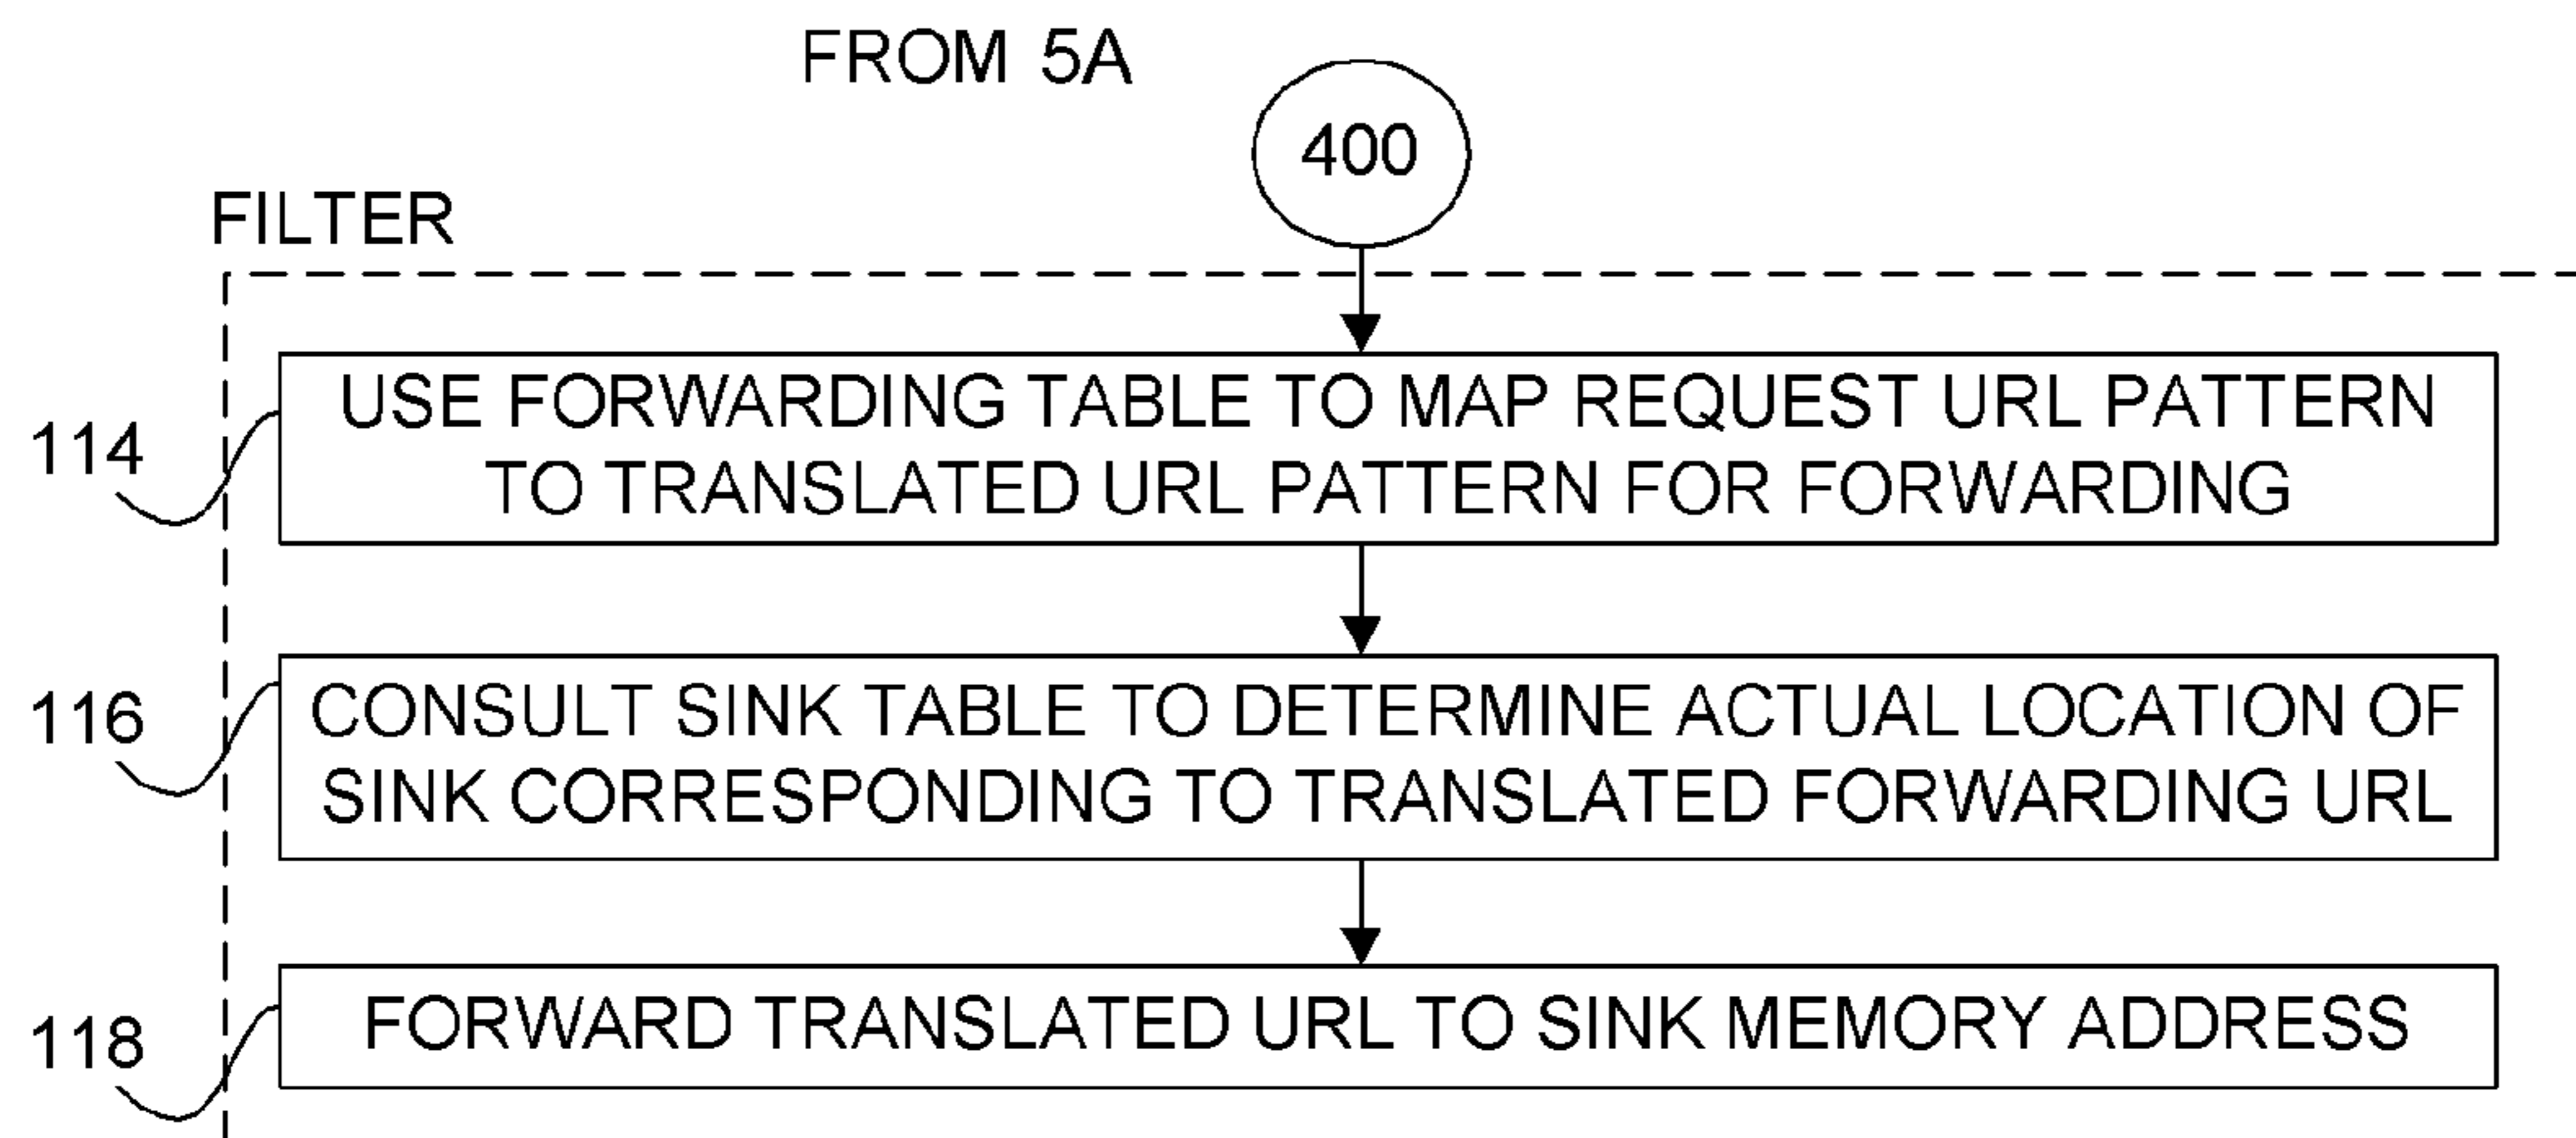 FROM 5A
400
FILTER
114
USE FORWARDING TABLE TO MAP REQUEST URL PATTERN
TO TRANSLATED URL PATTERN FOR FORWARDING
116
CONSULT SINK TABLE TO DETERMINE ACTUAL LOCATION OF
SINK CORRESPONDING TO TRANSLATED FORWARDING URL
118
FORWARD TRANSLATED URL TO SINK MEMORY ADDRESS